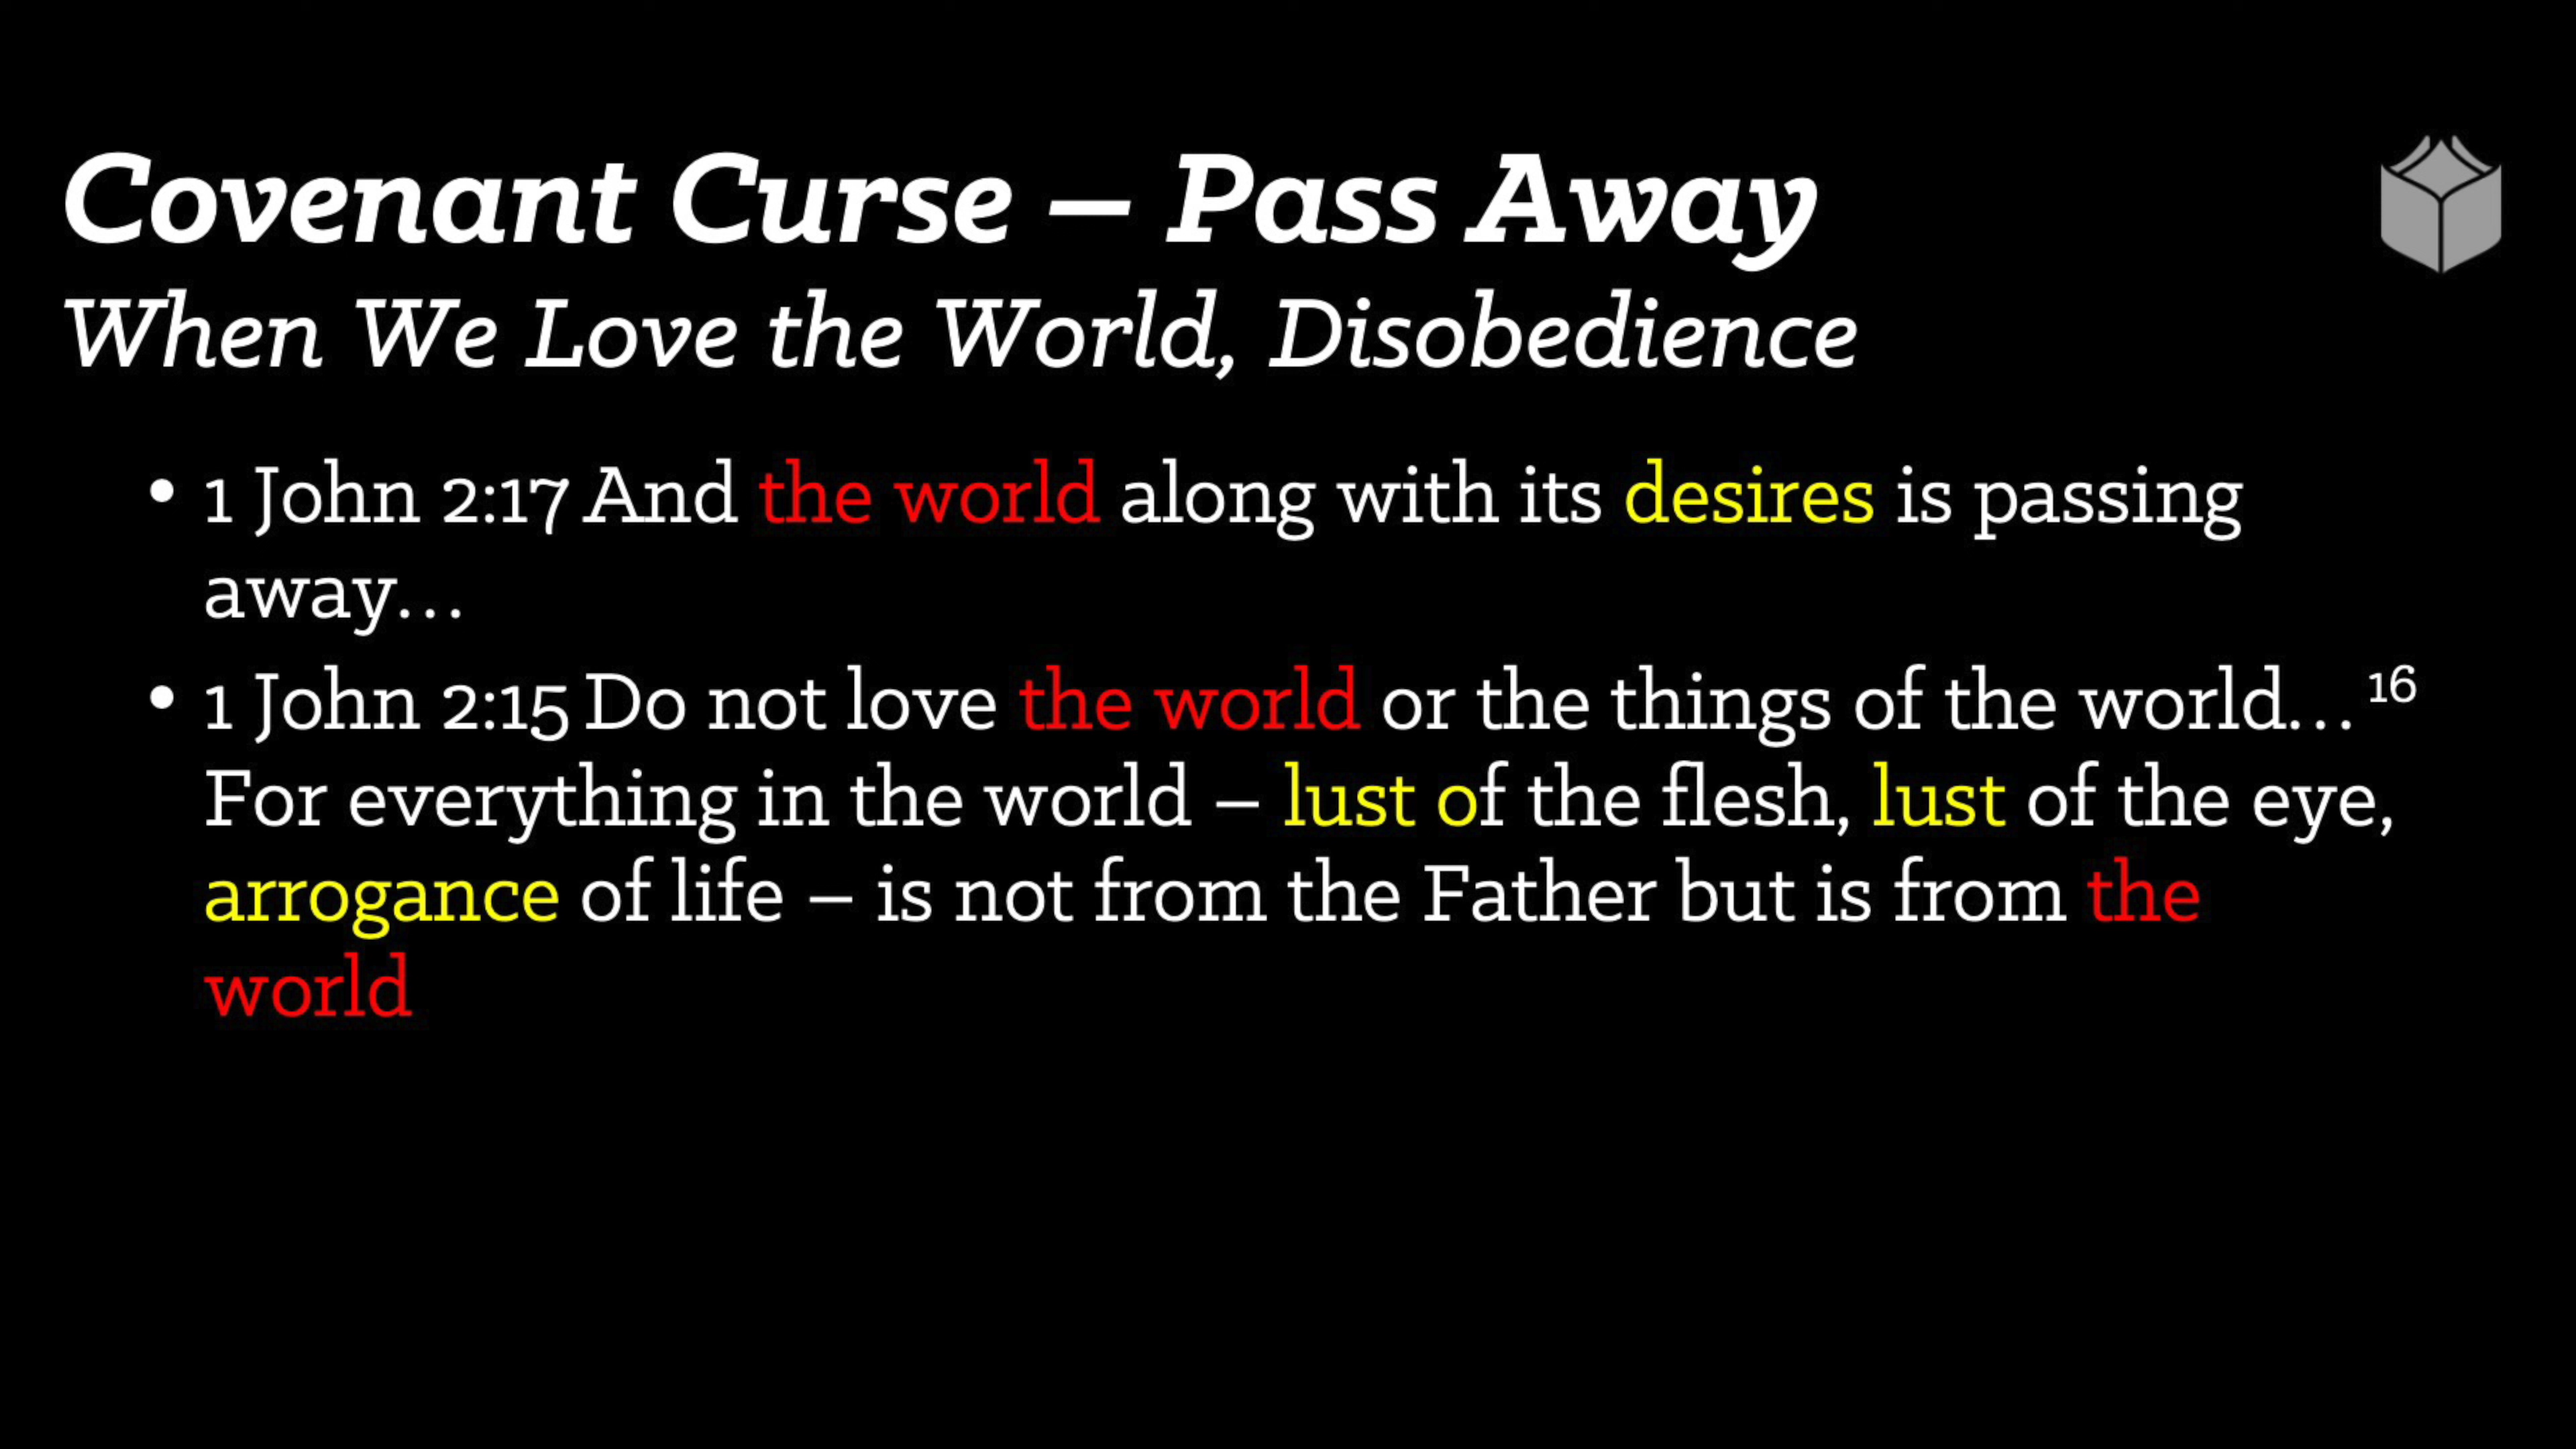 Covenant Curse – Pass Away
When We Love the World, Disobedience
• 1 John 2:17 And the world along with its desires is passing
away…
• 1 John 2:15 Do not love the world or the things of the world…16
For everything in the world – lust of the flesh, lust of the eye,
arrogance of life – is not from the Father but is from the
world